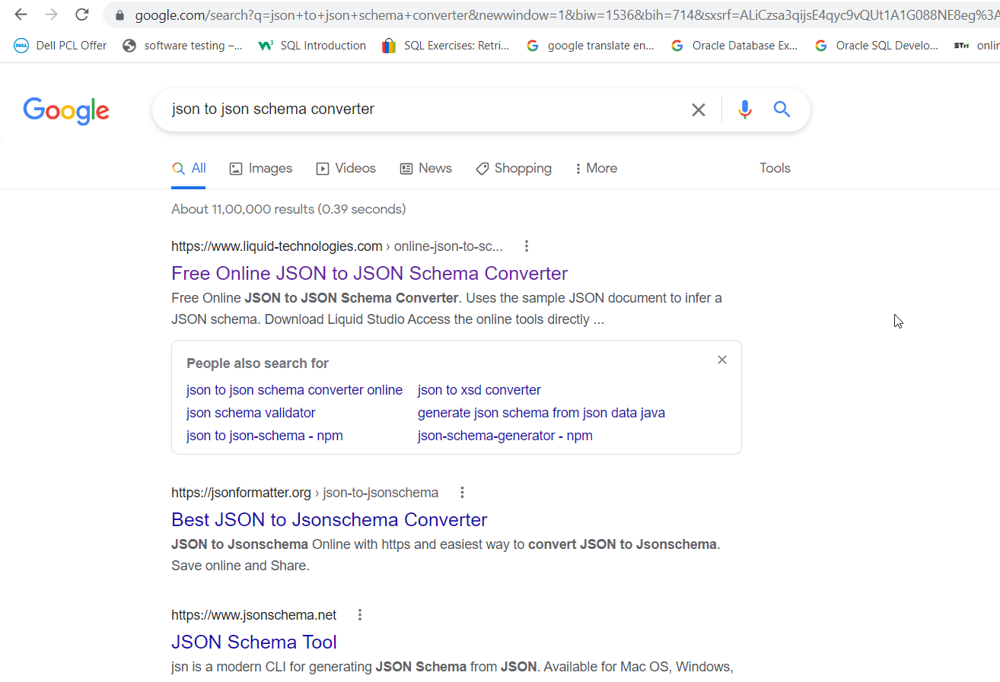 google.com/search?q=json+to+json+schema+converter&newwindow=1&biw=1536&bih=714&sxsrf=ALiCzsa3qijsE4qyc9vQUt1A1G088NE8eg%3A
DELL Dell PCL Offer software testing –... W3 SQL Introduction SQL Exercises: Retri... G google translate en... G Oracle Database Ex... G Oracle SQL Develo... STH onlin
Google
json to json schema converter
All Images Videos News Shopping More Tools
About 11,00,000 results (0.39 seconds)
https://www.liquid-technologies.com › online-json-to-sc...
Free Online JSON to JSON Schema Converter
Free Online JSON to JSON Schema Converter. Uses the sample JSON document to infer a
JSON schema. Download Liquid Studio Access the online tools directly ...
People also search for
json to json schema converter online json to xsd converter
json schema validator generate json schema from json data java
json to json-schema - npm json-schema-generator - npm
https://jsonformatter.org › json-to-jsonschema
Best JSON to Jsonschema Converter
JSON to Jsonschema Online with https and easiest way to convert JSON to Jsonschema.
Save online and Share.
https://www.jsonschema.net
JSON Schema Tool
jsn is a modern CLI for generating JSON Schema from JSON. Available for Mac OS, Windows,